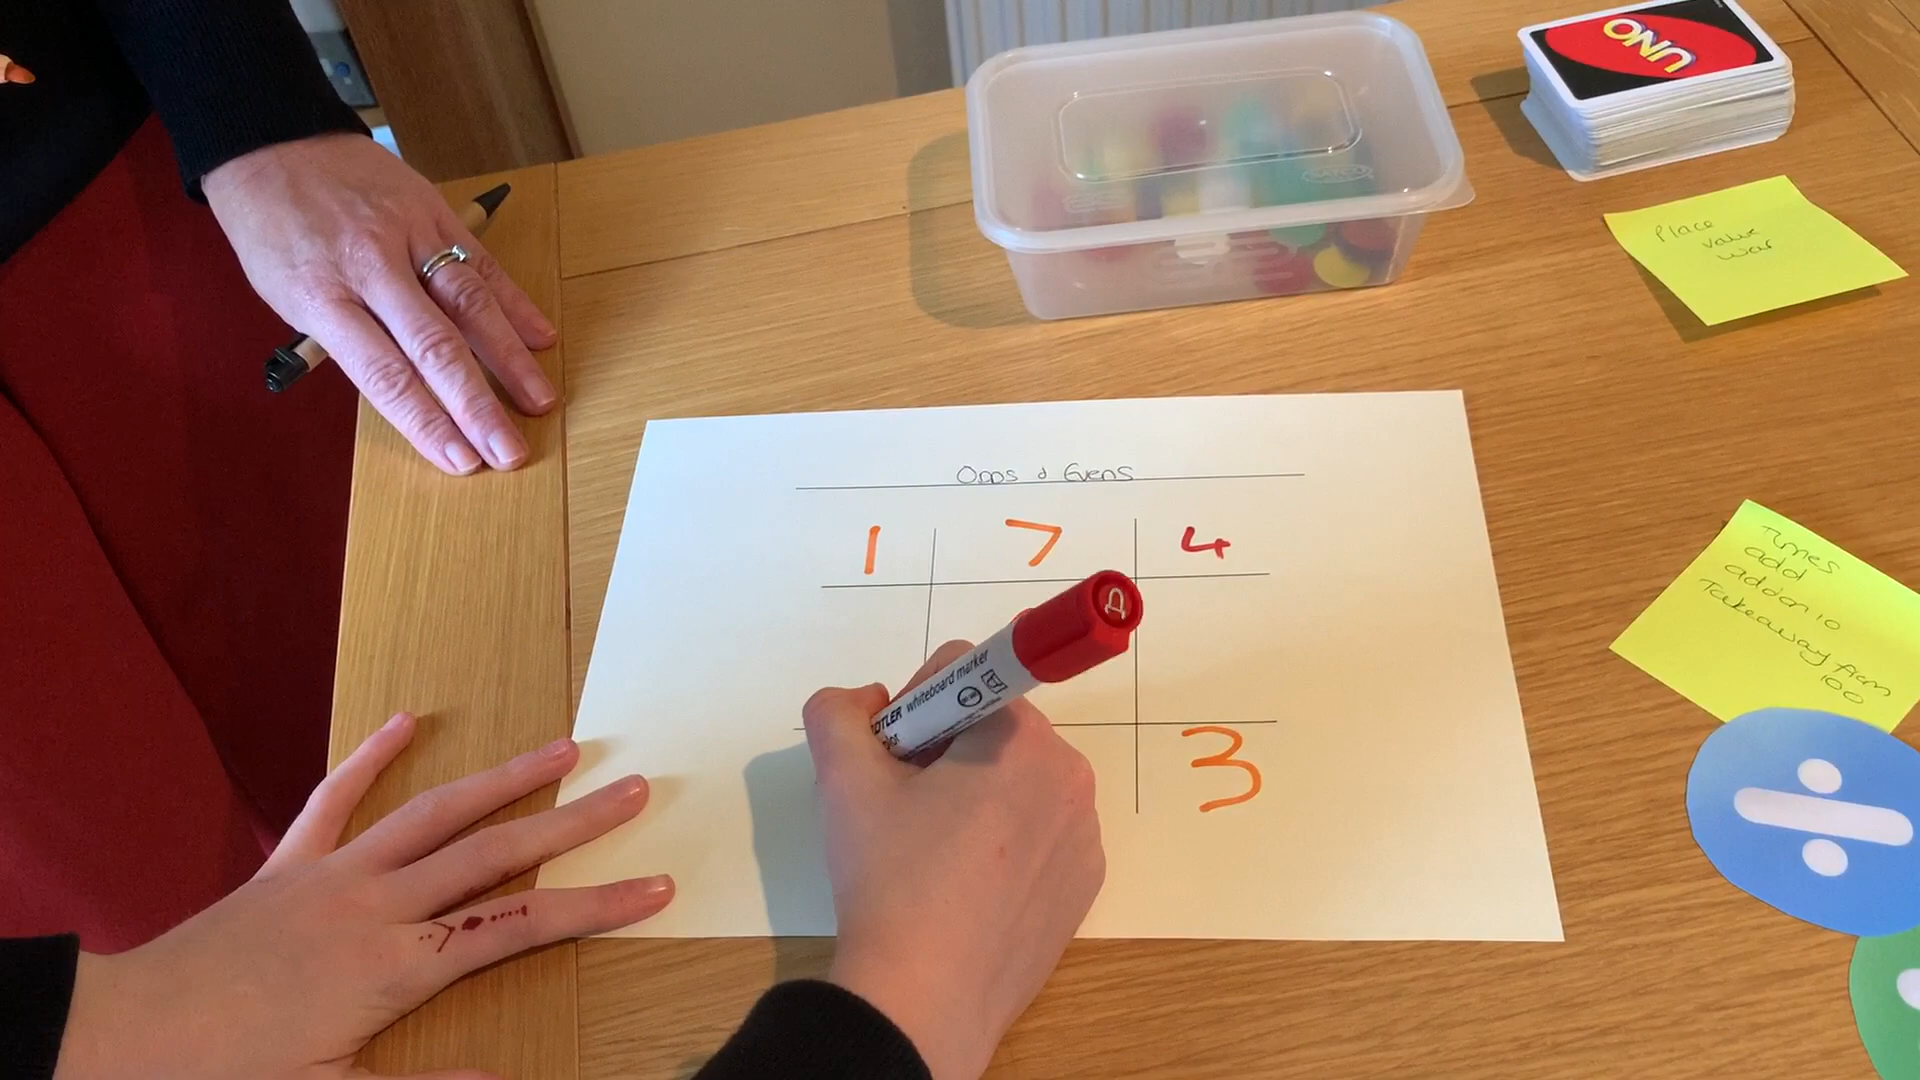 UNO
Place
value
war
Odds & Evens
1 7 4
Times
add
add on 10
Takeaway from
100
whiteboard marker
3